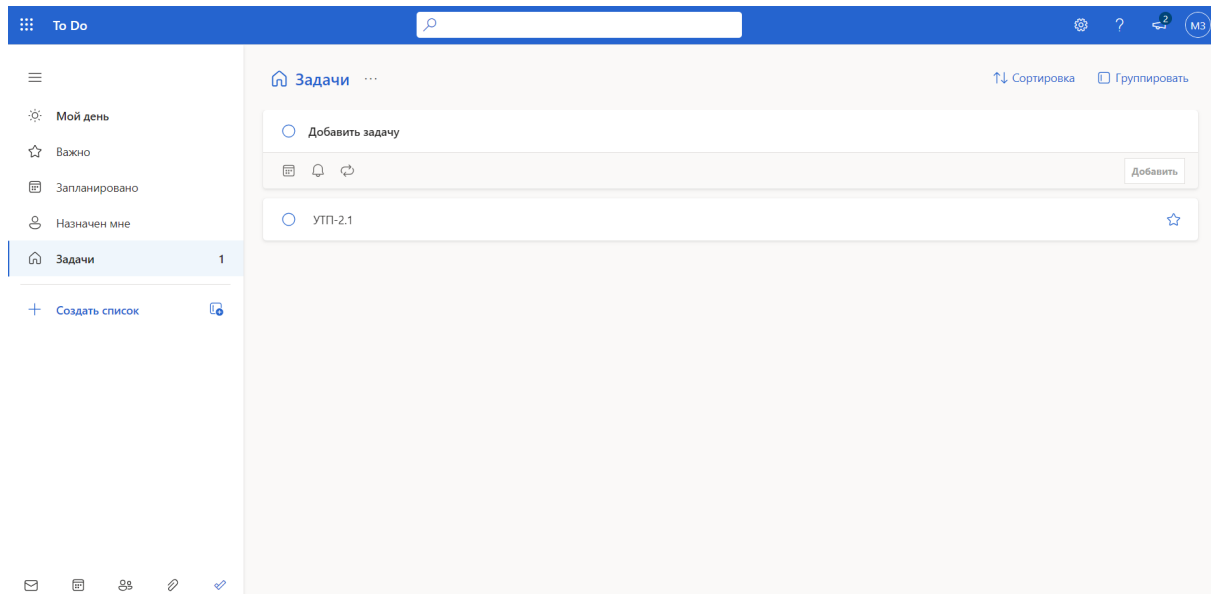 To Do
2
МЗ
Задачи ...
Сортировка
Группировать
Мой день
Важно
Запланировано
Назначен мне
Задачи 1
Создать список
Добавить задачу
Добавить
УТП-2.1